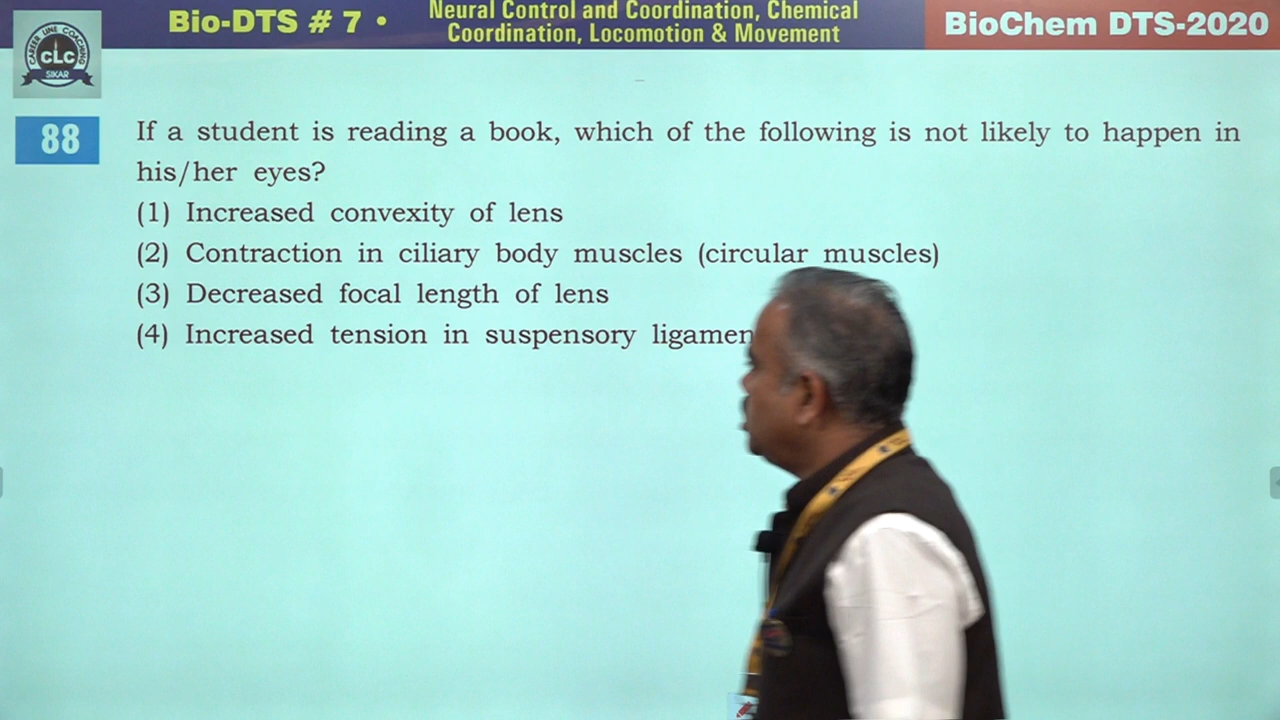 Bio-DTS # 7 •
Neural Control and Coordination, Chemical
Coordination, Locomotion & Movement
BioChem DTS-2020
CAREER LINE COACHING
CLC
SIKAR
88
If a student is reading a book, which of the following is not likely to happen in
his/her eyes?
(1) Increased convexity of lens
(2) Contraction in ciliary body muscles (circular muscles)
(3) Decreased focal length of lens
(4) Increased tension in suspensory ligamen